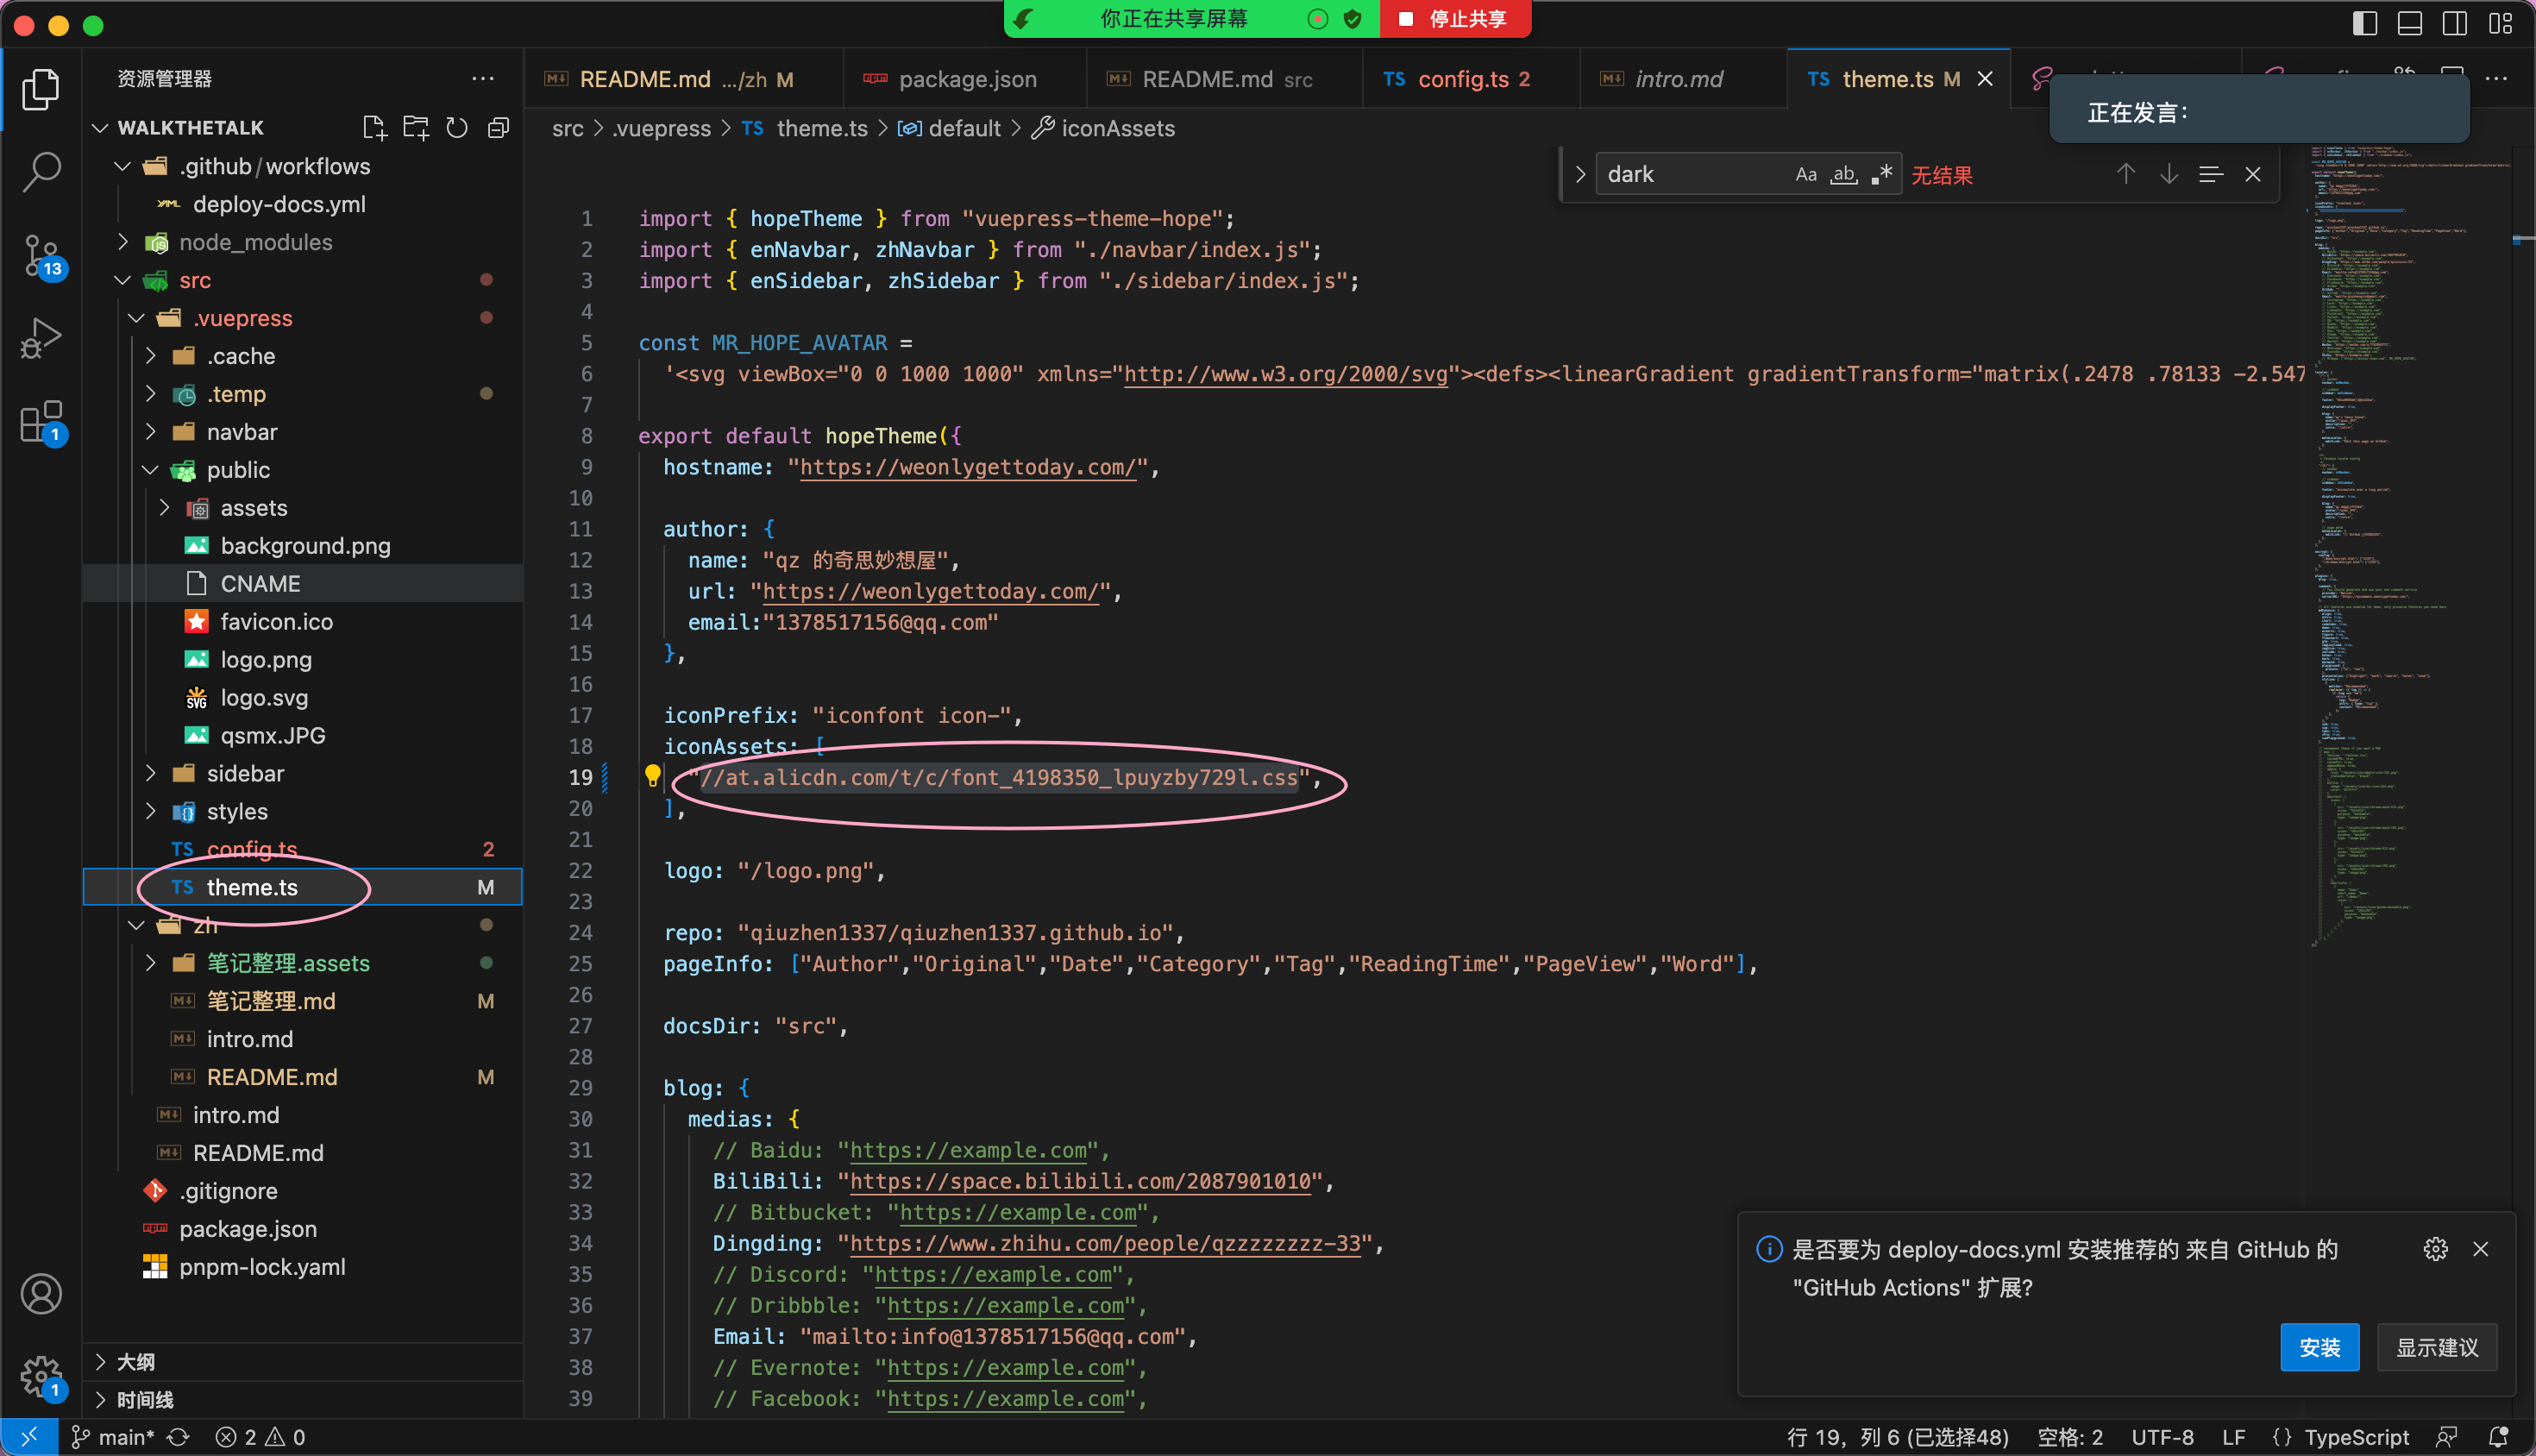 你正在共享屏幕
停止共享
资源管理器
README.md .../zh M
package.json
README.md src
TS config.ts 2
intro.md
TS theme.ts M
正在发言:
WALKTHETALK
src > .vuepress > TS theme.ts > default > iconAssets
dark
Aa ab .*
无结果
.github/workflows
deploy-docs.yml
node_modules
src
.vuepress
.cache
.temp
navbar
public
assets
background.png
CNAME
favicon.ico
logo.png
logo.svg
qsmx.JPG
sidebar
styles
TS config.ts 2
TS theme.ts M
zh
笔记整理.assets
笔记整理.md M
intro.md
README.md M
intro.md
README.md
.gitignore
package.json
pnpm-lock.yaml
大纲
时间线
13
1
1
1 import { hopeTheme } from "vuepress-theme-hope";
2 import { enNavbar, zhNavbar } from "./navbar/index.js";
3 import { enSidebar, zhSidebar } from "./sidebar/index.js";
4
5 const MR_HOPE_AVATAR =
6 '<svg viewBox="0 0 1000 1000" xmlns="http://www.w3.org/2000/svg"><defs><linearGradient gradientTransform="matrix(.2478 .78133 -2.547
7
8 export default hopeTheme({
9 hostname: "https://weonlygettoday.com/",
10
11 author: {
12 name: "qz 的奇思妙想屋",
13 url: "https://weonlygettoday.com/",
14 email:"1378517156@qq.com"
15 },
16
17 iconPrefix: "iconfont icon-",
18 iconAssets: [
19 "//at.alicdn.com/t/c/font_4198350_lpuyzby729l.css",
20 ],
21
22 logo: "/logo.png",
23
24 repo: "qiuzhen1337/qiuzhen1337.github.io",
25 pageInfo: ["Author","Original","Date","Category","Tag","ReadingTime","PageView","Word"],
26
27 docsDir: "src",
28
29 blog: {
30 medias: {
31 // Baidu: "https://example.com",
32 BiliBili: "https://space.bilibili.com/2087901010",
33 // Bitbucket: "https://example.com",
34 Dingding: "https://www.zhihu.com/people/qzzzzzzzz-33",
35 // Discord: "https://example.com",
36 // Dribbble: "https://example.com",
37 Email: "mailto:info@1378517156@qq.com",
38 // Evernote: "https://example.com",
39 // Facebook: "https://example.com",
是否要为 deploy-docs.yml 安装推荐的 来自 GitHub 的
"GitHub Actions" 扩展?
安装
显示建议
main* 2 0
行 19, 列 6 (已选择48) 空格: 2 UTF-8 LF {} TypeScript